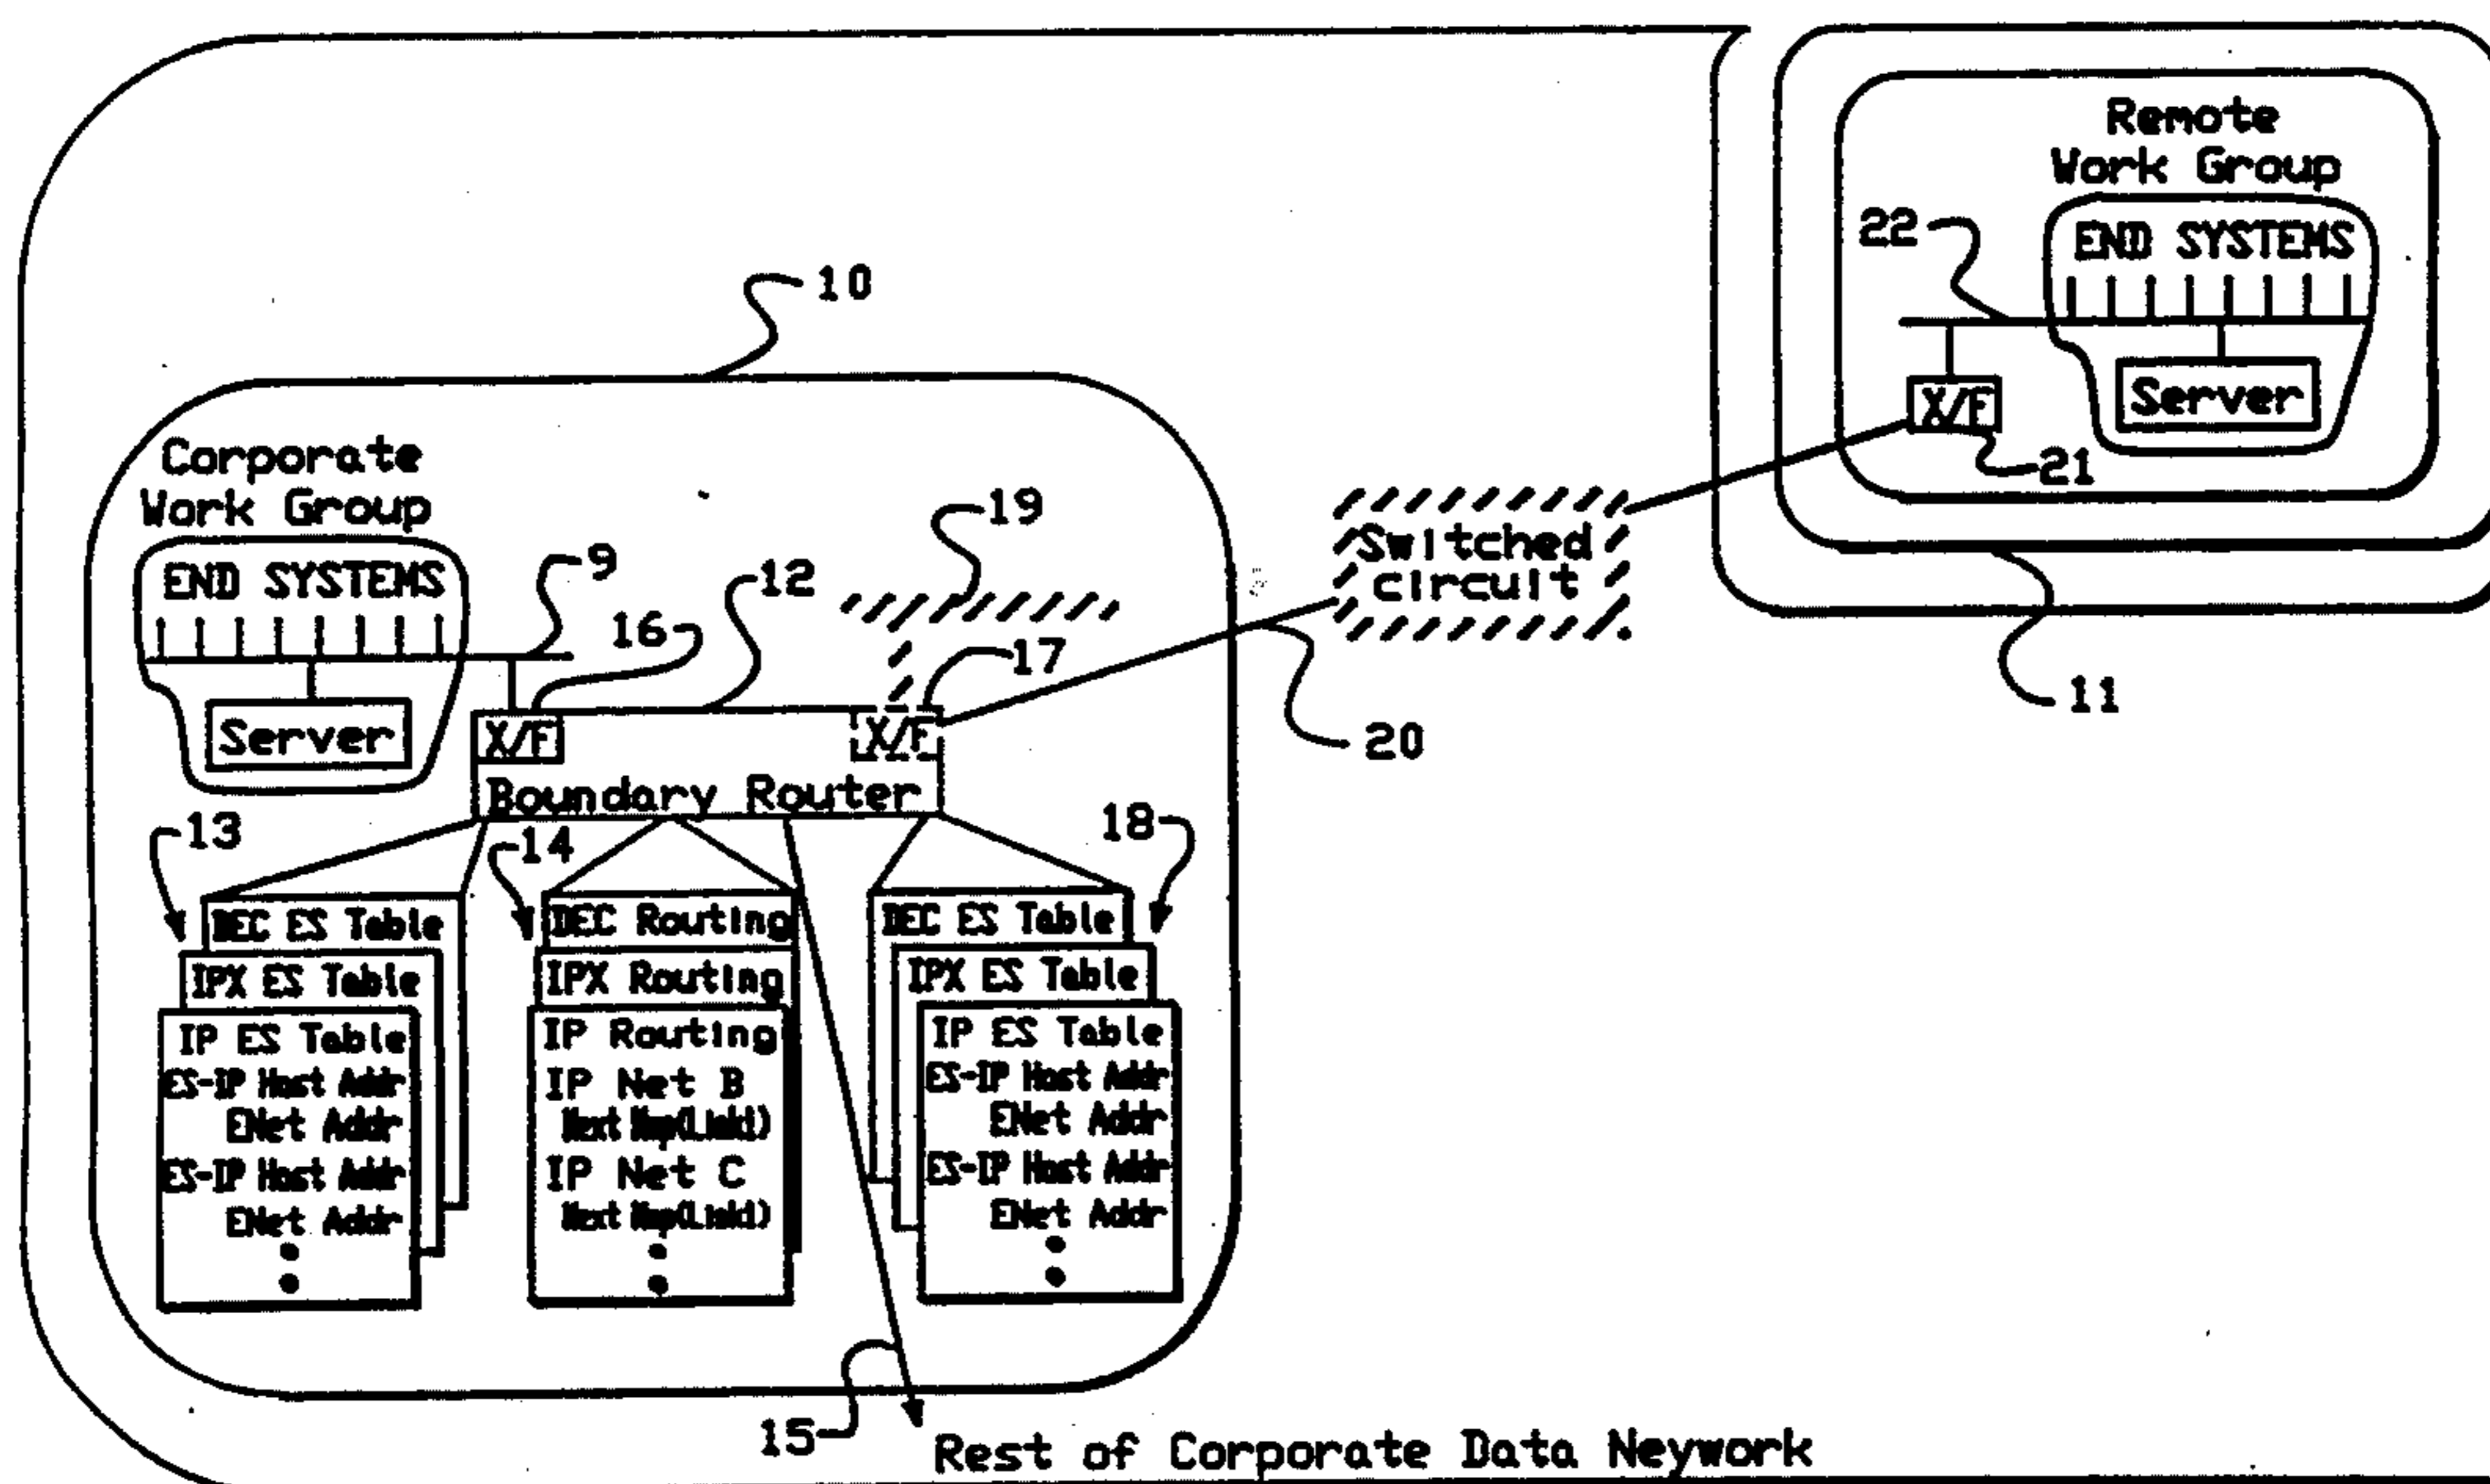 Remote
Work Group
22
END SYSTEMS
X/F
Server
21
11
10
Corporate
Work Group
END SYSTEMS
9
16
12
19
17
Switched
circuit
20
Server
X/F
X/F
Boundary Router
13
14
18
DEC ES Table
IPX ES Table
IP ES Table
ES-IP Host Addr
ENet Addr
ES-IP Host Addr
ENet Addr
DEC Routing
IPX Routing
IP Routing
IP Net B
Next
IP Net C
Next
DEC ES Table
IPX ES Table
IP ES Table
ES-IP Host Addr
ENet Addr
ES-IP Host Addr
ENet Addr
15
Rest of Corporate Data Neywork